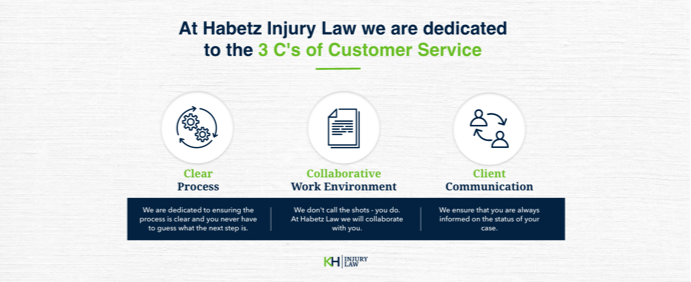 At Habetz Injury Law we are dedicated
to the 3 C's of Customer Service
Clear
Process
We are dedicated to ensuring the
process is clear and you never have
to guess what the next step is.
Collaborative
Work Environment
We don't call the shots - you do.
At Habetz Law we will collaborate
with you.
Client
Communication
We ensure that you are always
informed on the status of your
case.
KH INJURY
LAW